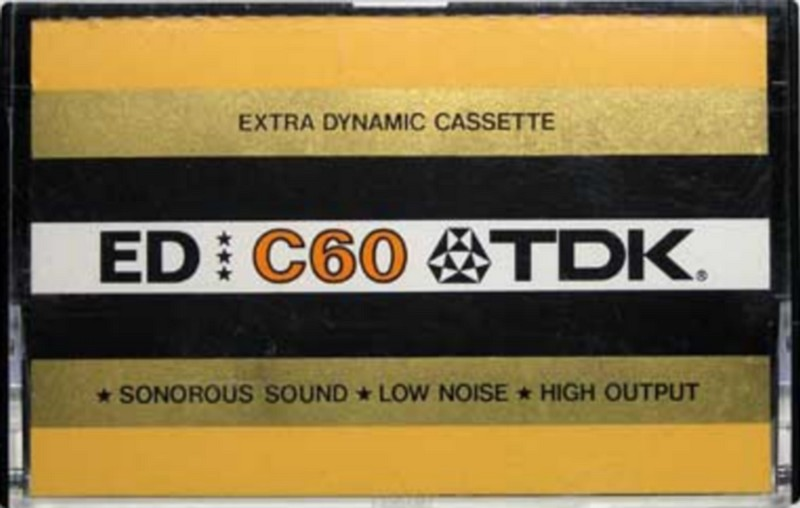 EXTRA DYNAMIC CASSETTE
ED ★★★ C60 TDK®
★ SONOROUS SOUND ★ LOW NOISE ★ HIGH OUTPUT